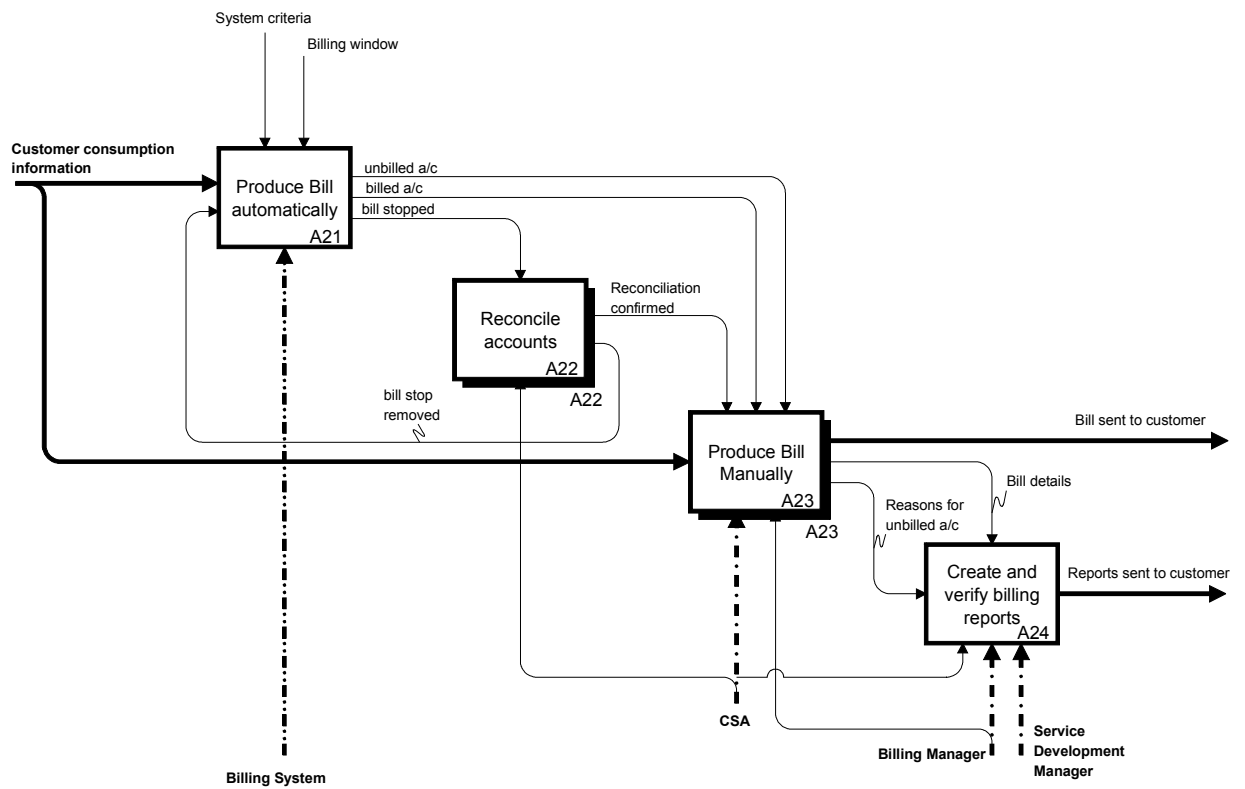 System criteria
Billing window
Customer consumption
information
Produce Bill
automatically
A21
unbilled a/c
billed a/c
bill stopped
Reconcile
accounts
A22
A22
Reconciliation
confirmed
bill stop
removed
Produce Bill
Manually
A23
A23
Bill sent to customer
Bill details
Reasons for
unbilled a/c
Create and
verify billing
reports
A24
Reports sent to customer
CSA
Billing Manager
Service
Development
Manager
Billing System